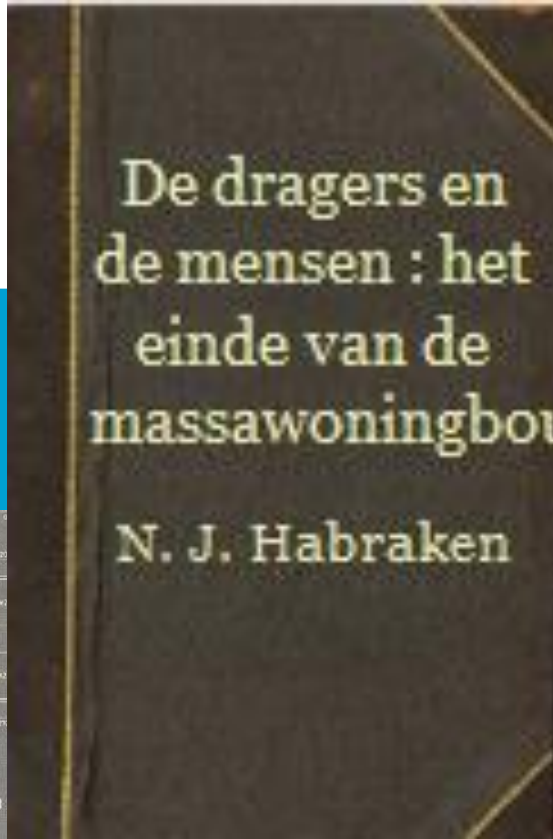 De dragers en
de mensen : het
einde van de
massawoningbou
N. J. Habraken